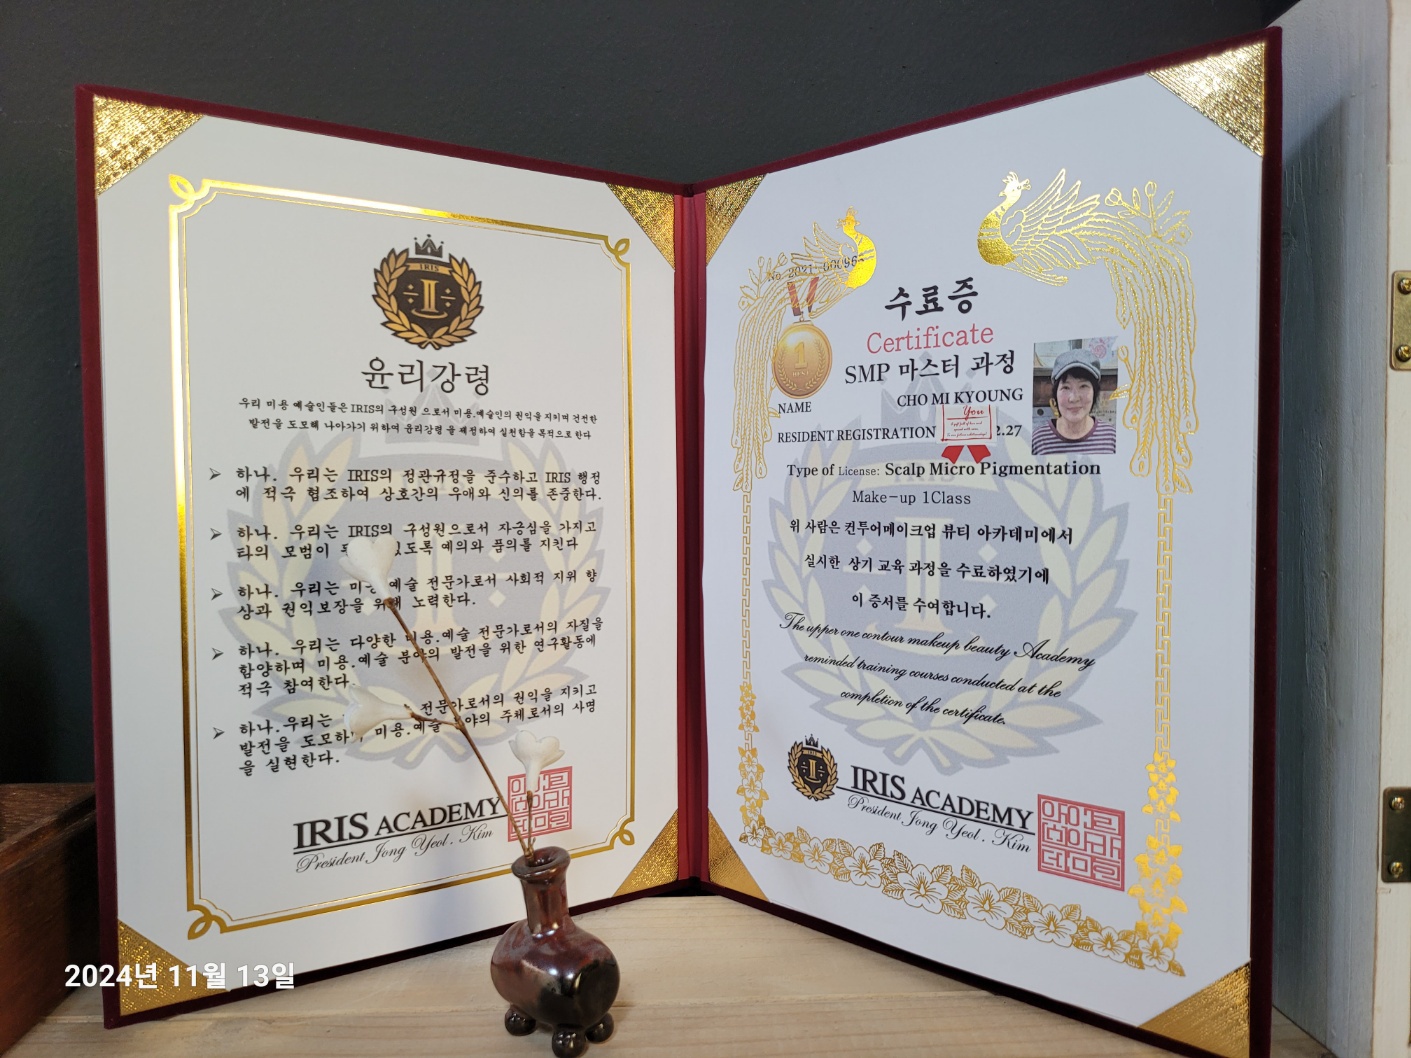 IRIS
윤리강령
우리 미용 예술인들은 IRIS의 구성원 으로서 미용.예술인의 권익을 지키며 건전한
발전을 도모해 나아가기 위하여 윤리강령 을 제정하여 실천함을 목적으로 한다
➢ 하나. 우리는 IRIS의 정관규정을 준수하고 IRIS 행정
에 적극 협조하여 상호간의 우애와 신의를 존중한다.
➢ 하나. 우리는 IRIS의 구성원으로서 자긍심을 가지고
타의 모범이 있도록 예의와 품의를 지킨다
➢ 하나. 우리는 미용 예술 전문가로서 사회적 지위 향
상과 권익보장을 위해 노력한다.
➢ 하나. 우리는 다양한 미용.예술 전문가로서의 자질을
함양하며 미용.예술 분야의 발전을 위한 연구활동에
적극 참여한다.
➢ 하나.우리는 전문가로서의 권익을 지키고
발전을 도모하 미용.예술 분야의 주체로서의 사명
을 실현한다.
IRIS ACADEMY
President Jong Yeol . Kim
수료증
Certificate
SMP 마스터 과정
1
NAME CHO MI KYOUNG
RESIDENT REGISTRATION 2.27
You
Type of License: Scalp Micro Pigmentation
Make-up 1Class
위 사람은 컨투어메이크업 뷰티 아카데미에서
실시한 상기 교육 과정을 수료하였기에
이 증서를 수여합니다.
The upper one contour makeup beauty Academy
reminded training courses conducted at the
completion of the certificate.
IRIS ACADEMY
President Jong Yeol . Kim
2024년 11월 13일